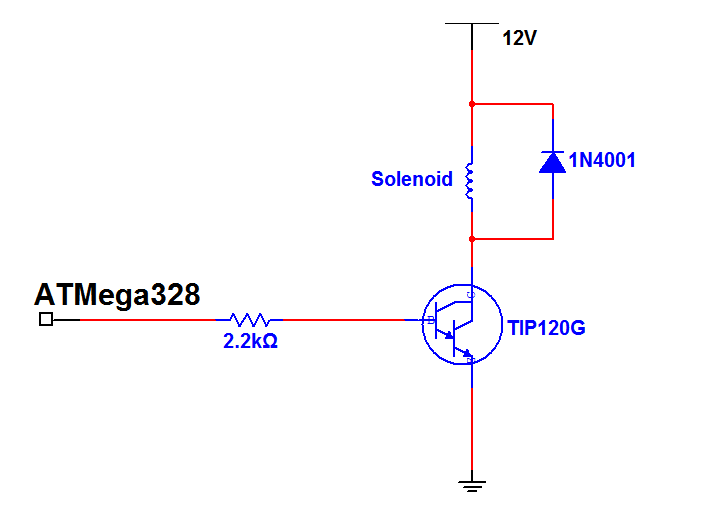 12V
Solenoid
1N4001
ATMega328
2.2kΩ
TIP120G
B
C
E